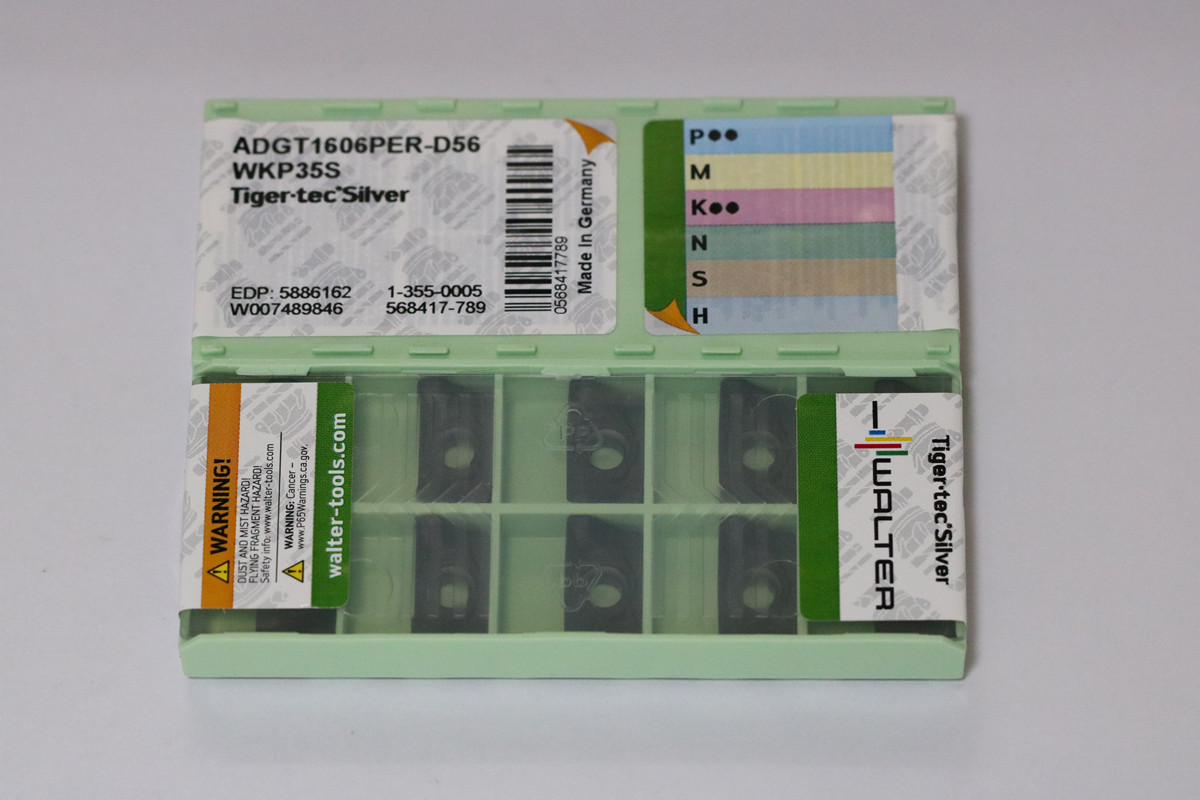 ADGT1606PER-D56
WKP35S
Tiger·tec®Silver
EDP: 5886162 1-355-0005
W007489846 568417-789
0568417789
Made In Germany
P●●
M
K●●
N
S
H
WARNING!
DUST AND MIST HAZARD!
FLYING FRAGMENT HAZARD!
Safety info: www.walter-tools.com
WARNING: Cancer –
www.P65Warnings.ca.gov.
walter-tools.com
WALTER
Tiger·tec®Silver